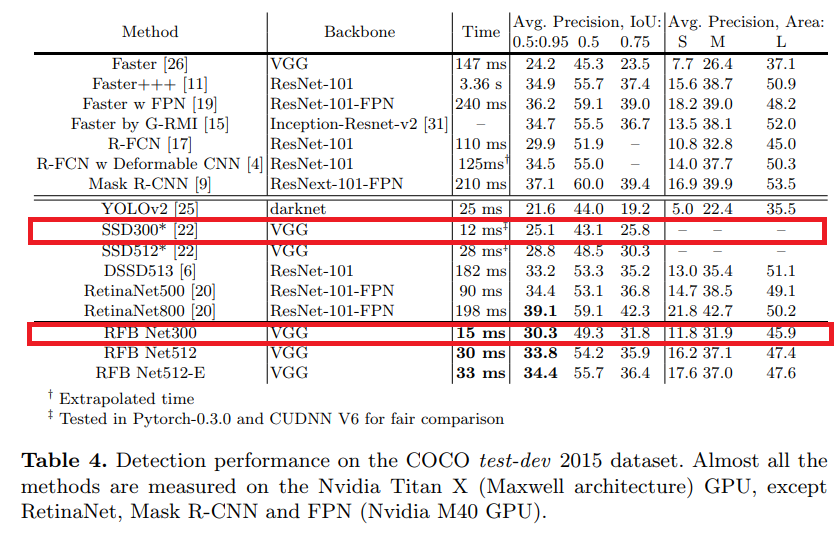 Method Backbone Time Avg. Precision, IoU: Avg. Precision, Area:
0.5:0.95 0.5 0.75 S M L
Faster [26] VGG 147 ms 24.2 45.3 23.5 7.7 26.4 37.1
Faster+++ [11] ResNet-101 3.36 s 34.9 55.7 37.4 15.6 38.7 50.9
Faster w FPN [19] ResNet-101-FPN 240 ms 36.2 59.1 39.0 18.2 39.0 48.2
Faster by G-RMI [15] Inception-Resnet-v2 [31] – 34.7 55.5 36.7 13.5 38.1 52.0
R-FCN [17] ResNet-101 110 ms 29.9 51.9 – 10.8 32.8 45.0
R-FCN w Deformable CNN [4] ResNet-101 125ms† 34.5 55.0 – 14.0 37.7 50.3
Mask R-CNN [9] ResNext-101-FPN 210 ms 37.1 60.0 39.4 16.9 39.9 53.5
YOLOv2 [25] darknet 25 ms 21.6 44.0 19.2 5.0 22.4 35.5
SSD300* [22] VGG 12 ms‡ 25.1 43.1 25.8 – – –
SSD512* [22] VGG 28 ms‡ 28.8 48.5 30.3 – – –
DSSD513 [6] ResNet-101 182 ms 33.2 53.3 35.2 13.0 35.4 51.1
RetinaNet500 [20] ResNet-101-FPN 90 ms 34.4 53.1 36.8 14.7 38.5 49.1
RetinaNet800 [20] ResNet-101-FPN 198 ms 39.1 59.1 42.3 21.8 42.7 50.2
RFB Net300 VGG 15 ms 30.3 49.3 31.8 11.8 31.9 45.9
RFB Net512 VGG 30 ms 33.8 54.2 35.9 16.2 37.1 47.4
RFB Net512-E VGG 33 ms 34.4 55.7 36.4 17.6 37.0 47.6
† Extrapolated time
‡ Tested in Pytorch-0.3.0 and CUDNN V6 for fair comparison
Table 4. Detection performance on the COCO test-dev 2015 dataset. Almost all the
methods are measured on the Nvidia Titan X (Maxwell architecture) GPU, except
RetinaNet, Mask R-CNN and FPN (Nvidia M40 GPU).